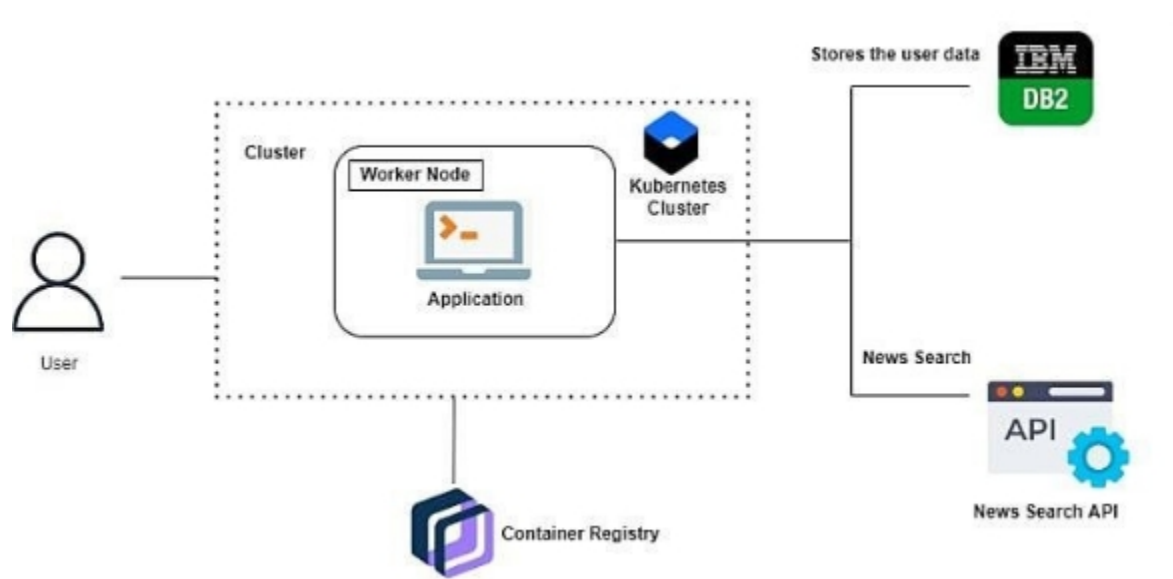 Stores the user data
IBM
DB2
Cluster
Worker Node
Kubernetes
Cluster
Application
User
News Search
API
News Search API
Container Registry